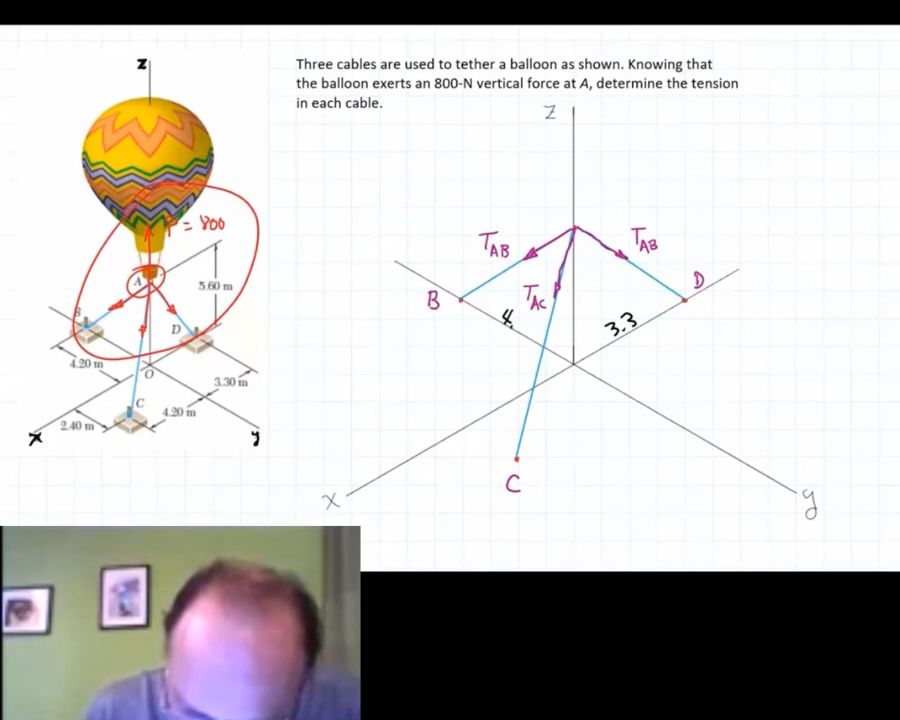 Three cables are used to tether a balloon as shown. Knowing that
the balloon exerts an 800-N vertical force at A, determine the tension
in each cable.
z
P = 800
A
5.60 m
B
D
4.20 m
O
3.30 m
C
4.20 m
2.40 m
x
y
Z
TAB
TAB
B
TAC
D
4.
3.3
C
x
y